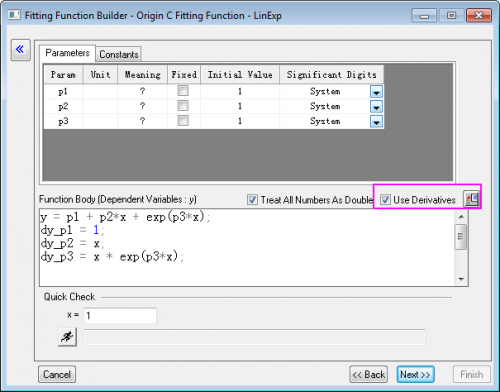 Fitting Function Builder - Origin C Fitting Function - LinExp
Parameters Constants
Param Unit Meaning Fixed Initial Value Significant Digits
p1 ? 1 System
p2 ? 1 System
p3 ? 1 System
Function Body (Dependent Variables : y) Treat All Numbers As Double Use Derivatives
y = p1 + p2*x + exp(p3*x);
dy_p1 = 1;
dy_p2 = x;
dy_p3 = x * exp(p3*x);
Quick Check
x = 1
Cancel << Back Next >> Finish